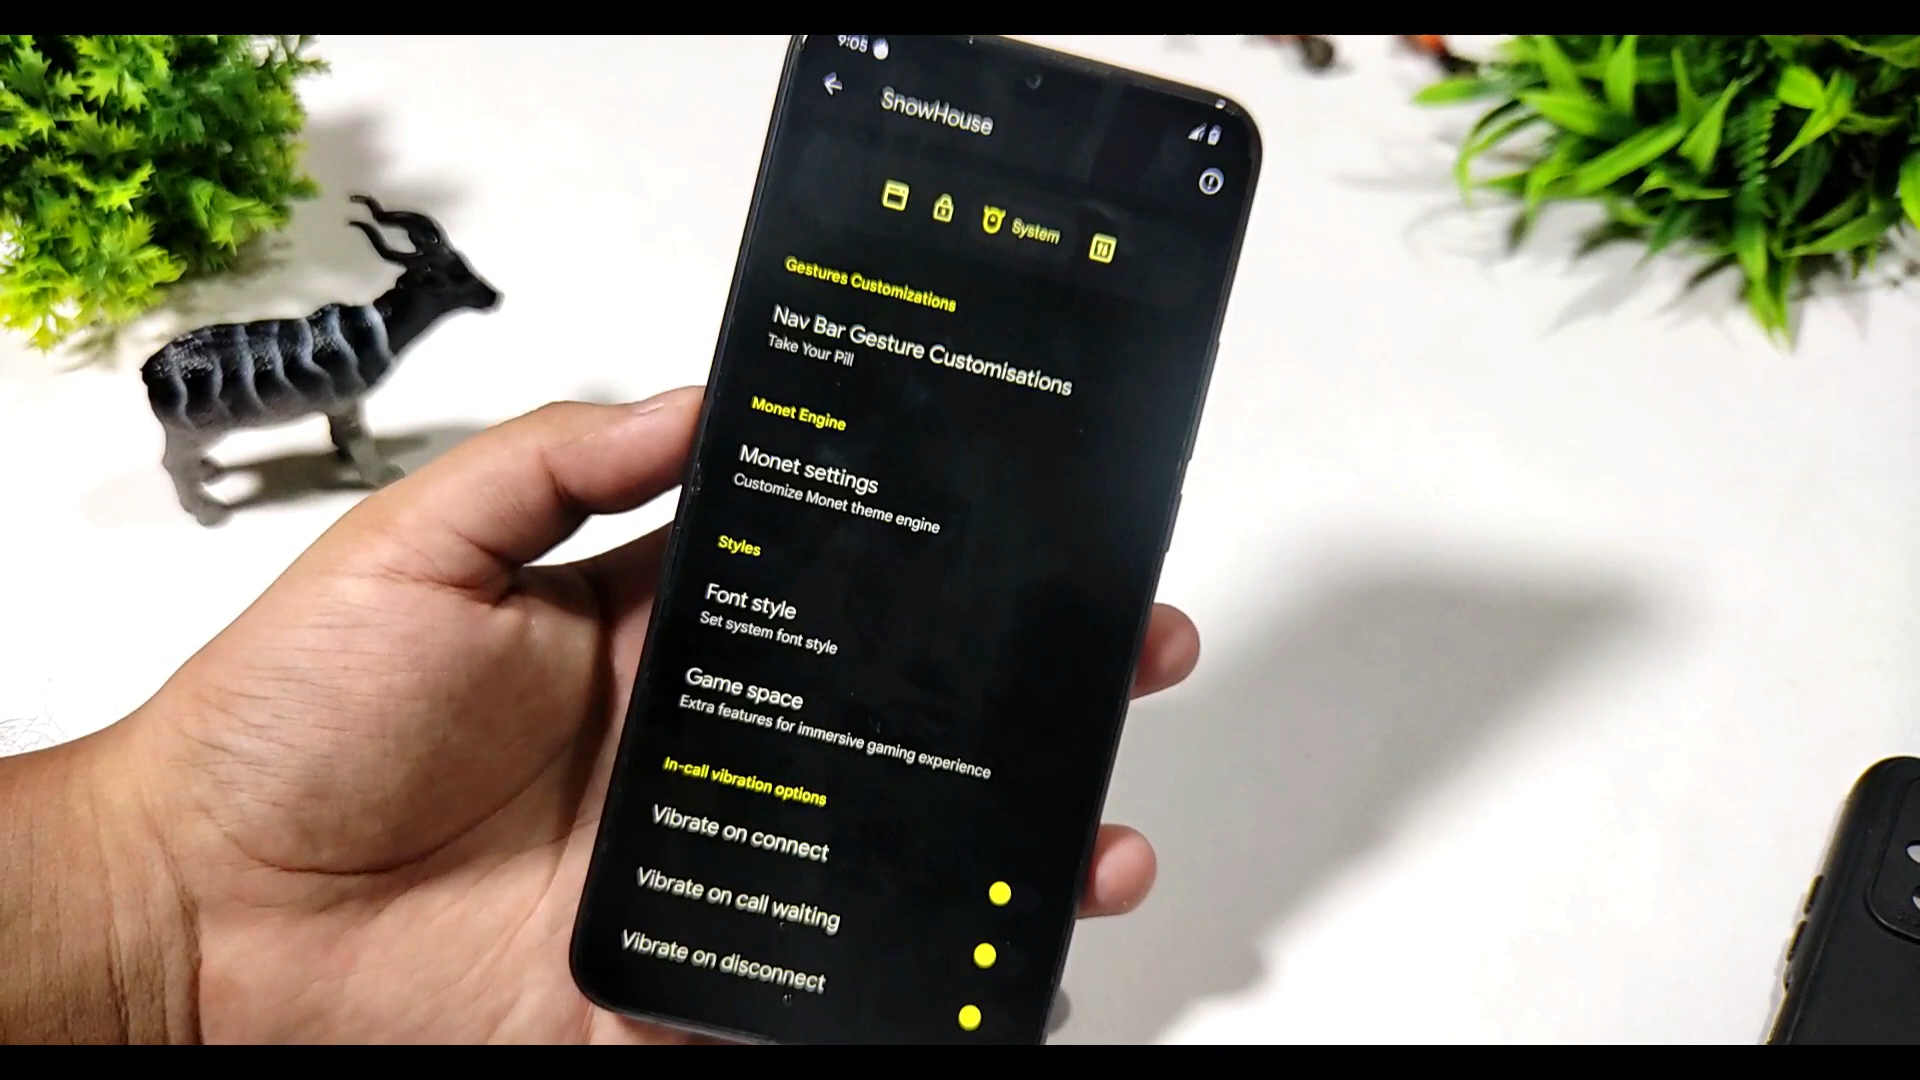 9:05
SnowHouse
System
Gestures Customizations
Nav Bar Gesture Customisations
Take Your Pill
Monet Engine
Monet settings
Customize Monet theme engine
Styles
Font style
Set system font style
Game space
Extra features for immersive gaming experience
In-call vibration options
Vibrate on connect
Vibrate on call waiting
Vibrate on disconnect